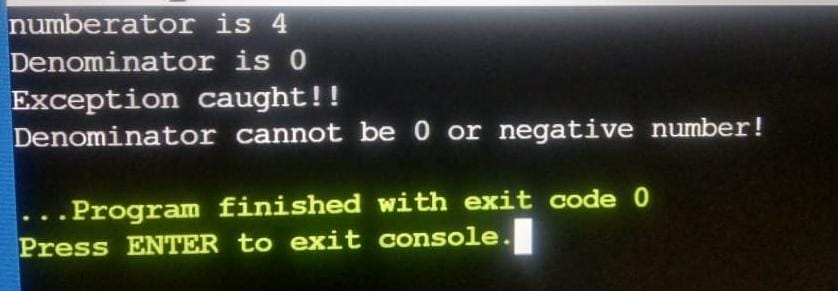 numberator is 4
Denominator is 0
Exception caught!!
Denominator cannot be 0 or negative number!
...Program finished with exit code 0
Press ENTER to exit console.